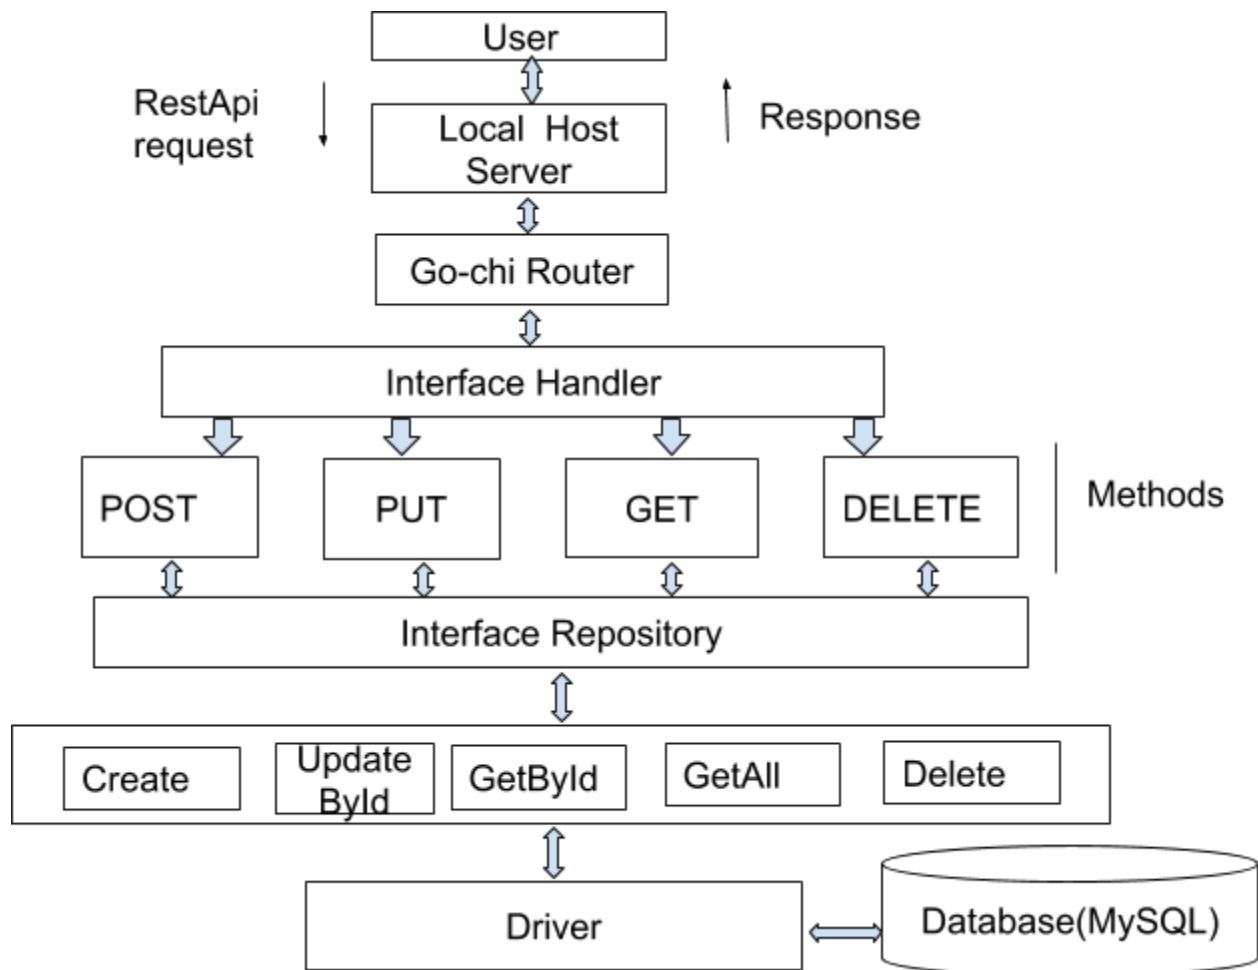 User
RestApi
request
Local Host
Server
Response
Go-chi Router
Interface Handler
POST
PUT
GET
DELETE
Methods
Interface Repository
Create
Update
ById
GetById
GetAll
Delete
Driver
Database(MySQL)